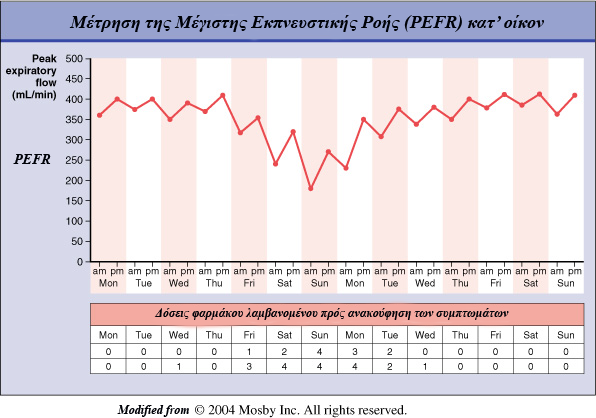 Μέτρηση της Μέγιστης Εκπνευστικής Ροής (PEFR) κατ’ οίκον
Peak
expiratory
flow
(mL/min)
PEFR
500
450
400
350
300
250
200
150
100
50
0
am pm am pm am pm am pm am pm am pm am pm am pm am pm am pm am pm am pm am pm am pm
Mon Tue Wed Thu Fri Sat Sun Mon Tue Wed Thu Fri Sat Sun
Δόσεις φαρμάκου λαμβανομένου πρός ανακούφηση των συμπτωμάτων
Mon Tue Wed Thu Fri Sat Sun Mon Tue Wed Thu Fri Sat Sun
0 0 0 0 1 2 4 3 2 0 0 0 0 0
0 0 1 0 3 4 4 4 2 1 0 0 0 0
Modified from © 2004 Mosby Inc. All rights reserved.